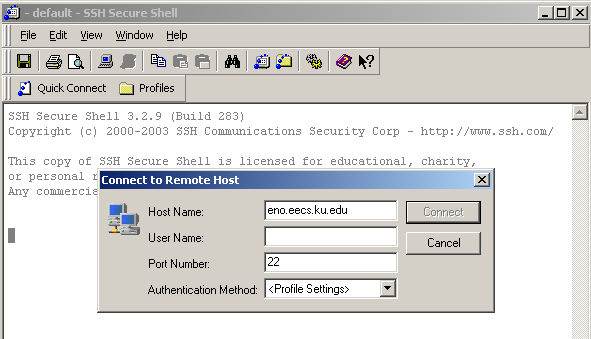 - default - SSH Secure Shell
File Edit View Window Help
Quick Connect Profiles
SSH Secure Shell 3.2.9 (Build 283)
Copyright (c) 2000-2003 SSH Communications Security Corp - http://www.ssh.com/
This copy of SSH Secure Shell is licensed for educational, charity,
or personal
Any commercia
Connect to Remote Host
Host Name: eno.eecs.ku.edu
Connect
User Name:
Cancel
Port Number: 22
Authentication Method: <Profile Settings>